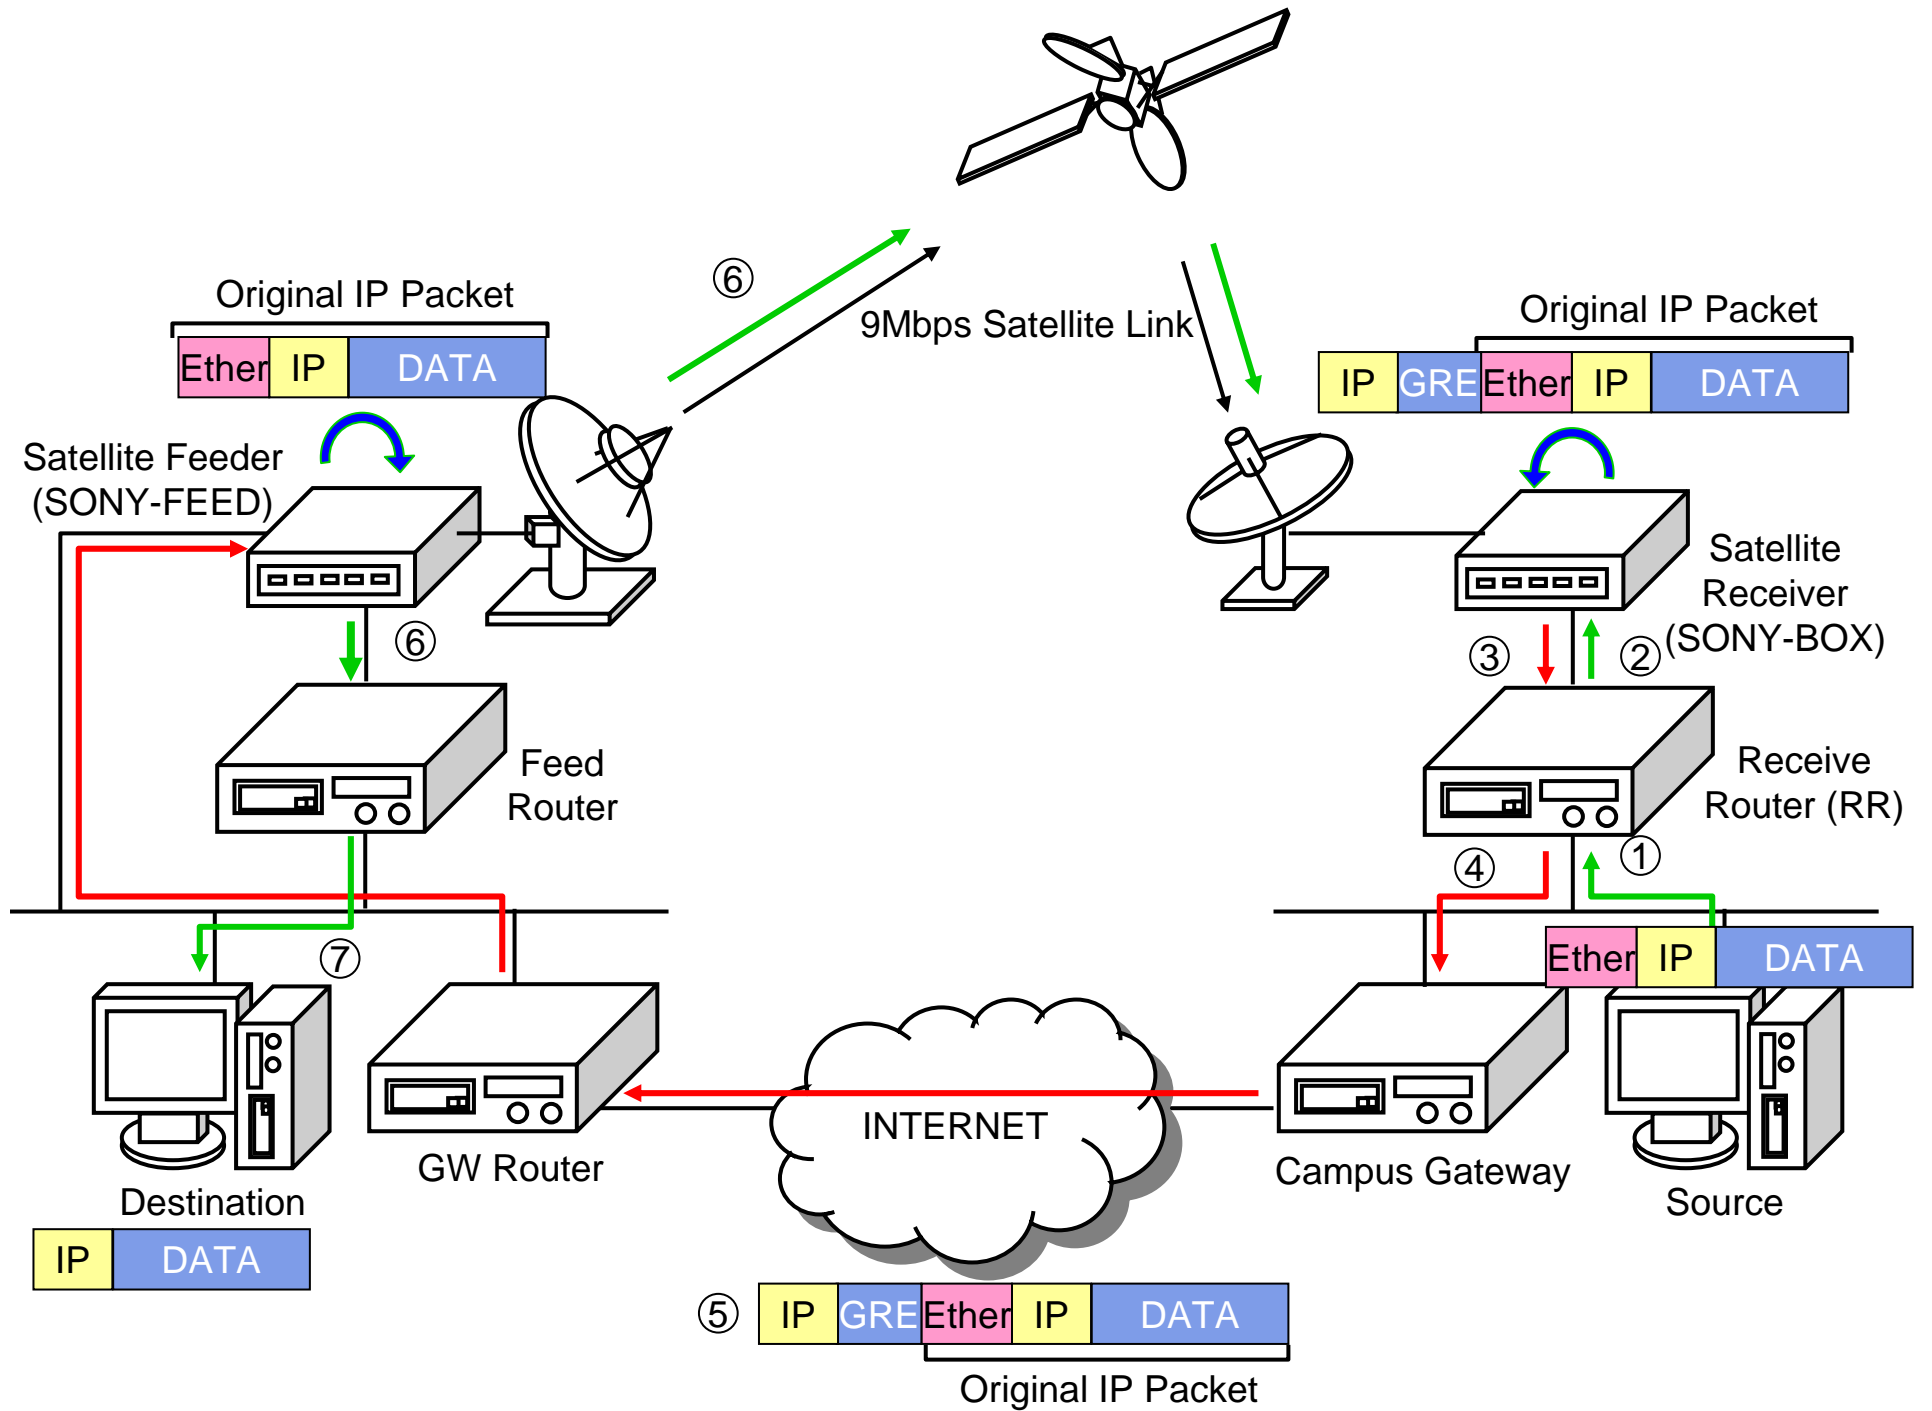 Original IP Packet
Ether IP DATA
⑥
9Mbps Satellite Link
Original IP Packet
IP GRE Ether IP DATA
Satellite Feeder
(SONY-FEED)
⑥
Feed
Router
Satellite
Receiver
(SONY-BOX)
③ ②
Receive
Router (RR)
④ ①
Ether IP DATA
⑦
GW Router
Destination
IP DATA
INTERNET
Campus Gateway
Source
⑤ IP GRE Ether IP DATA
Original IP Packet